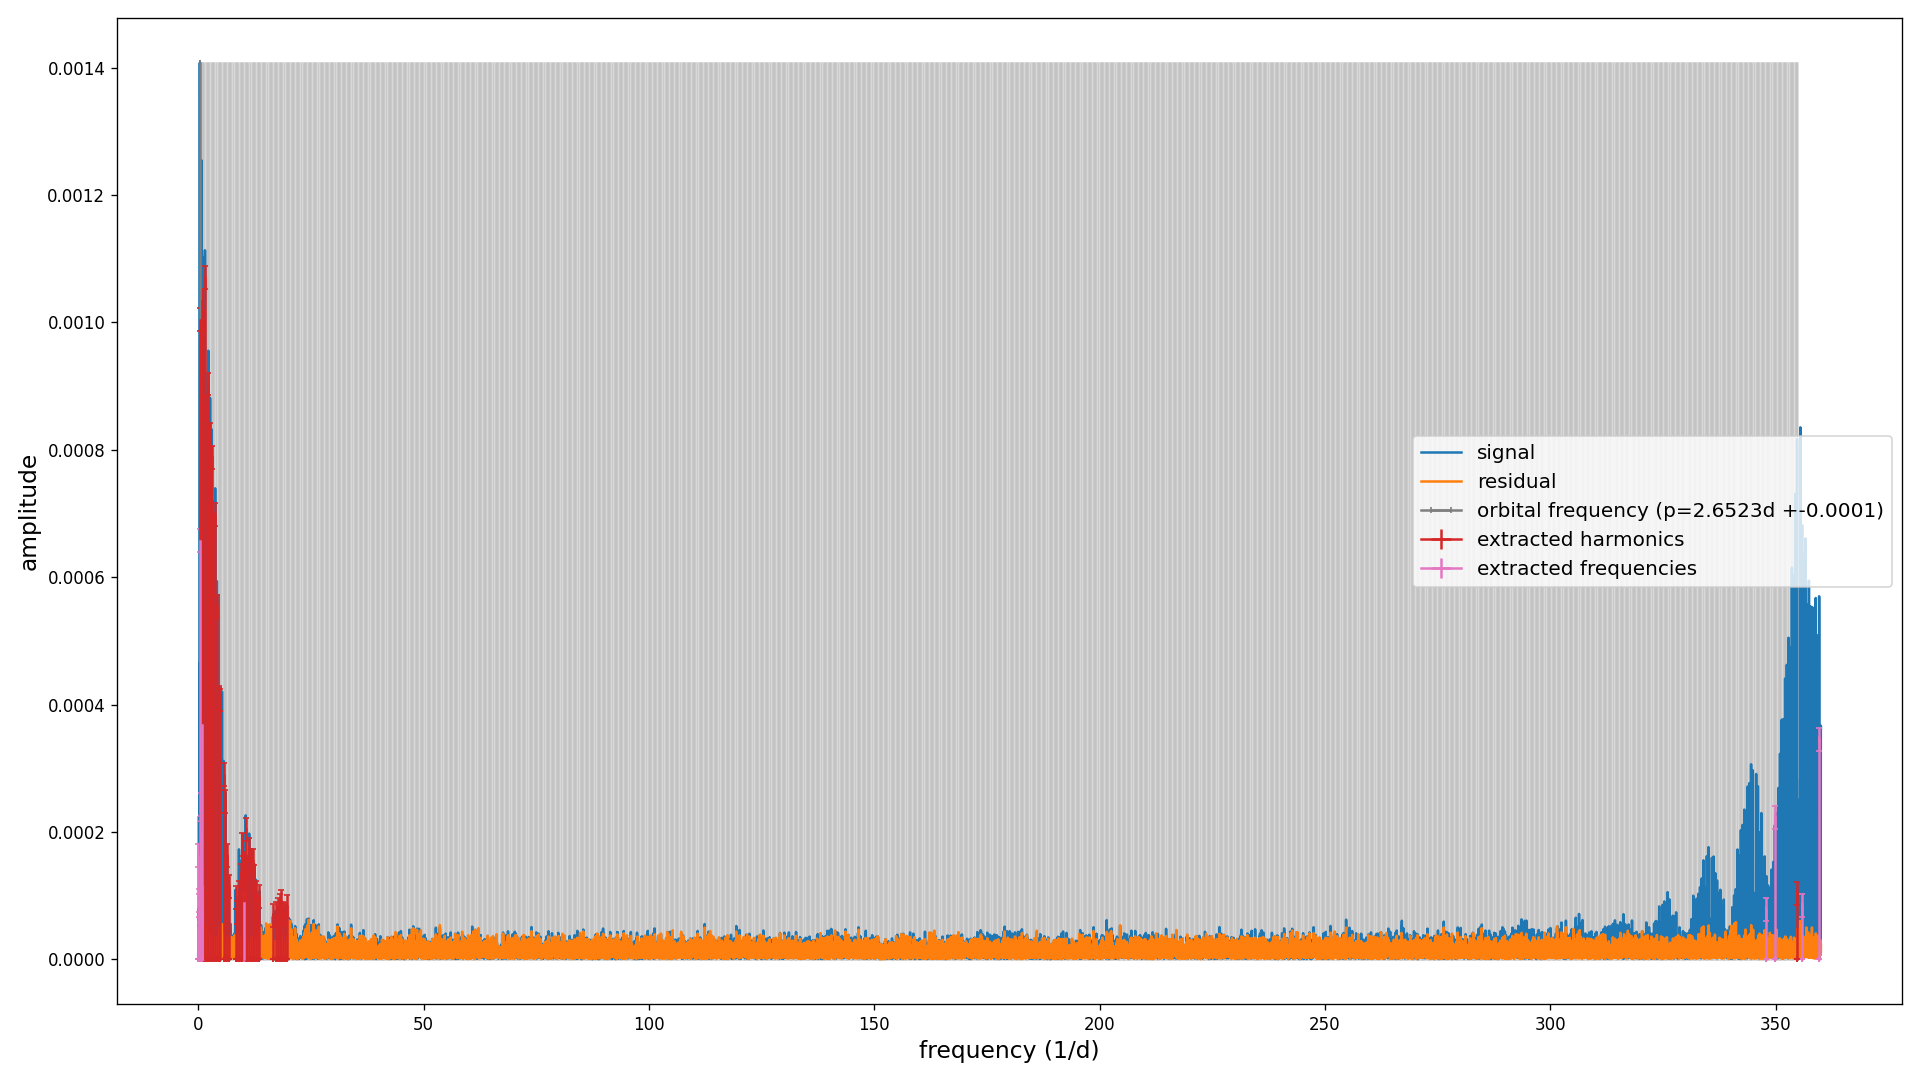 0.0014
0.0012
0.0010
0.0008
0.0006
0.0004
0.0002
0.0000
amplitude
signal
residual
orbital frequency (p=2.6523d +-0.0001)
extracted harmonics
extracted frequencies
0 50 100 150 200 250 300 350
frequency (1/d)